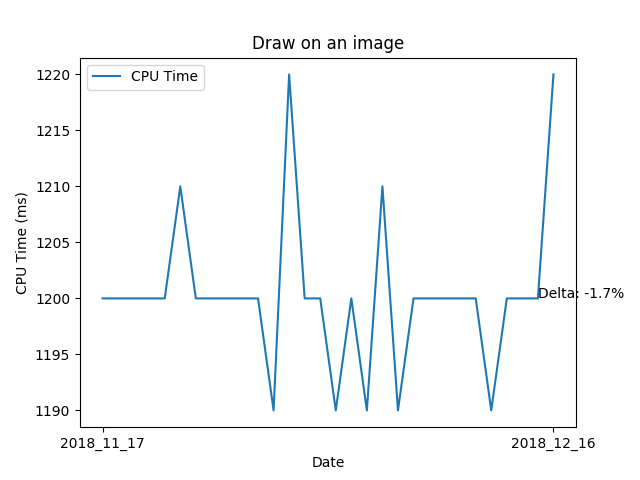 Draw on an image
CPU Time
1220
1215
1210
1205
1200
1195
1190
CPU Time (ms)
Delta: -1.7%
2018_11_17
2018_12_16
Date